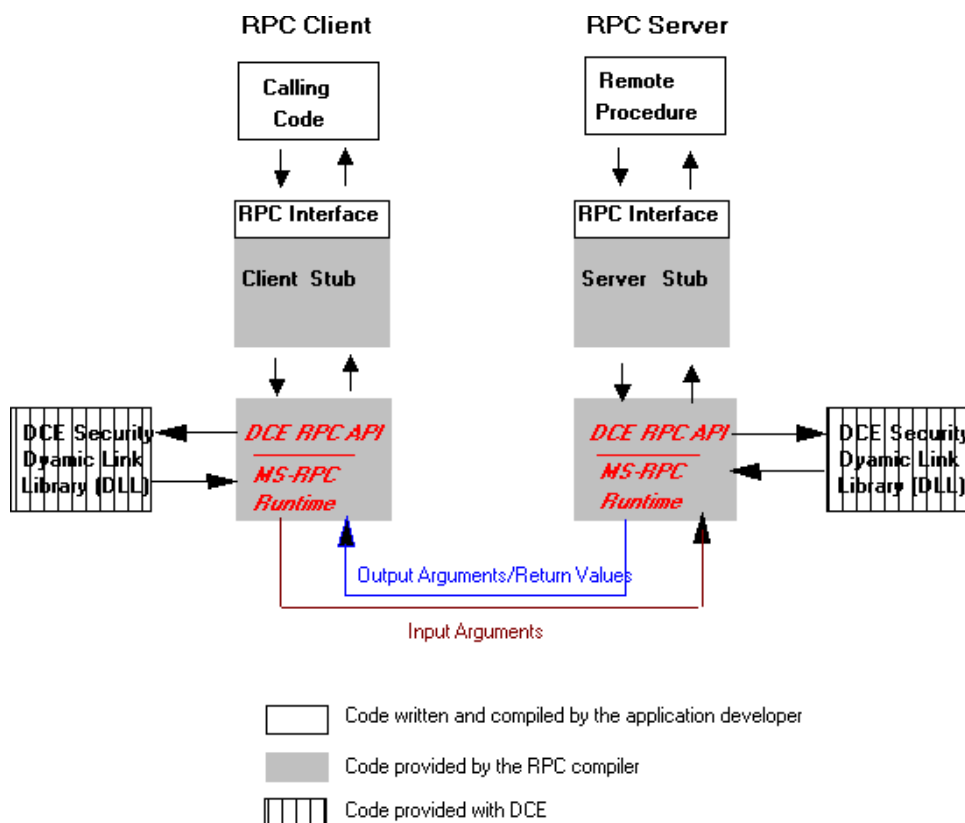 RPC Client
RPC Server
Calling
Code
Remote
Procedure
RPC Interface
RPC Interface
Client Stub
Server Stub
DCE Security
Dyamic Link
Library (DLL)
DCE RPC API
MS-RPC
Runtime
DCE RPC API
MS-RPC
Runtime
DCE Security
Dyamic Link
Library (DLL)
Output Arguments/Return Values
Input Arguments
Code written and compiled by the application developer
Code provided by the RPC compiler
Code provided with DCE